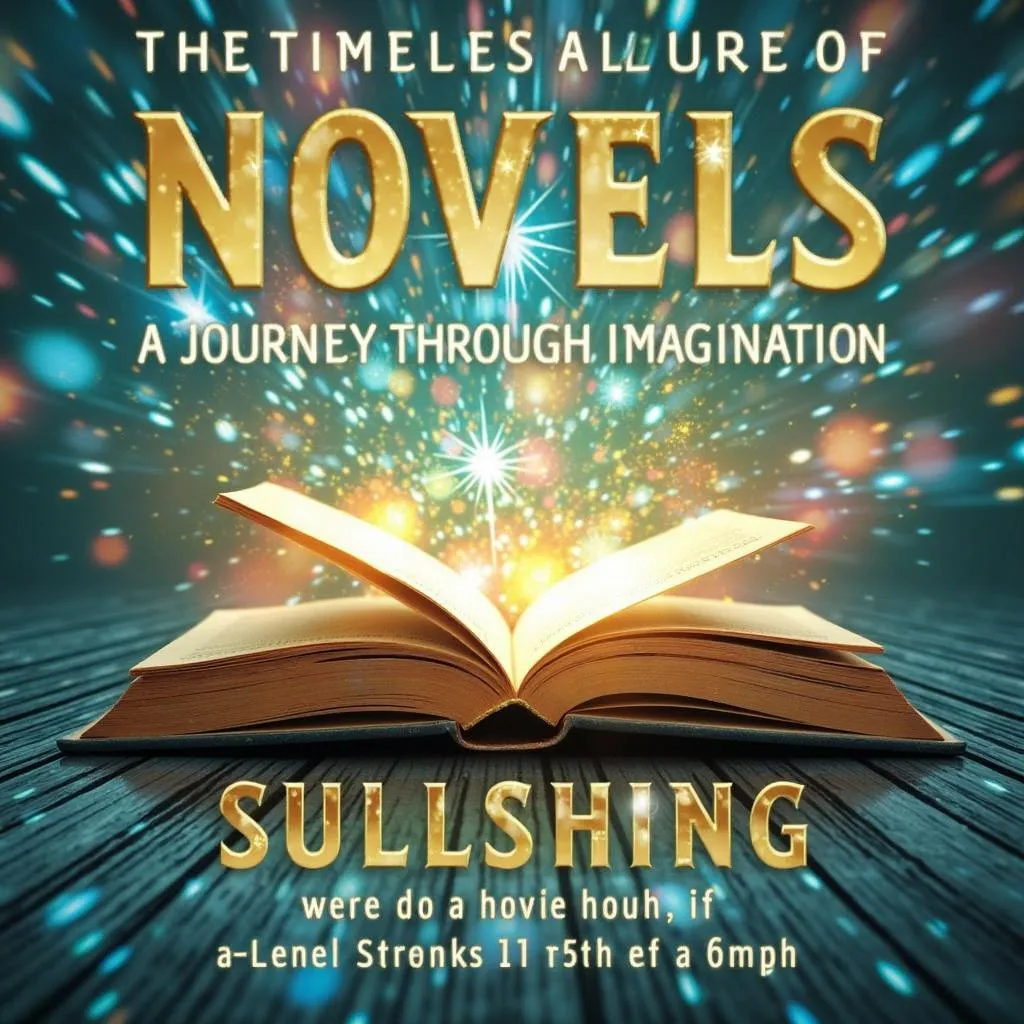 THE TIMELES ALLURE OF
NOVELS
A JOURNEY THROUGH IMAGINATION
SULLSHING
were do a hovie houh, if
a-Lenel Stronks 11 r5th ef a 6mph